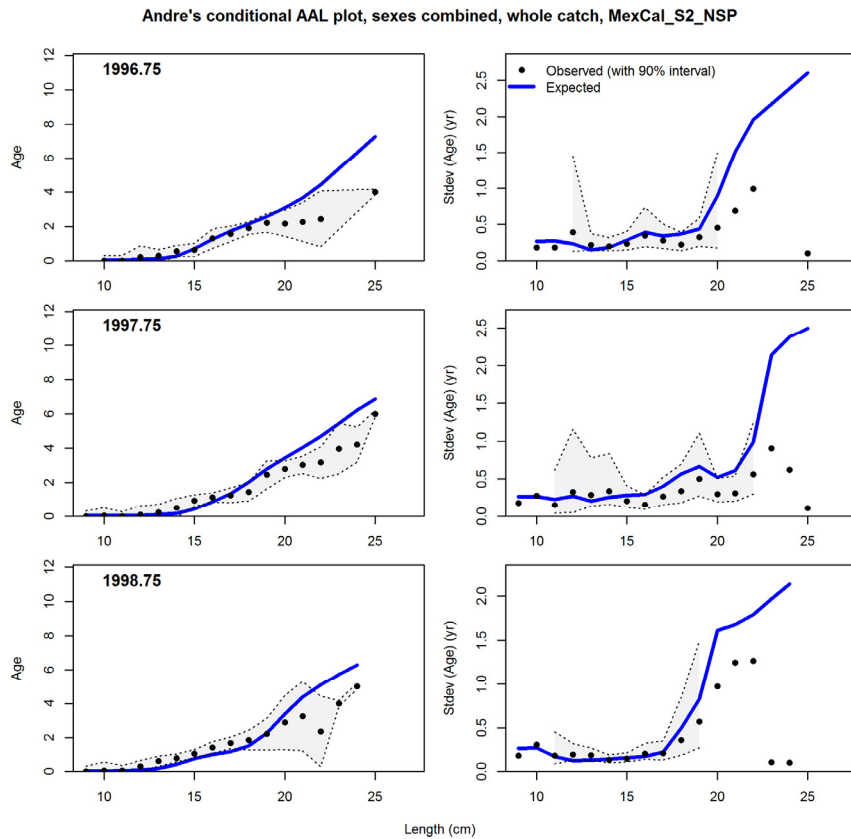 Andre's conditional AAL plot, sexes combined, whole catch, MexCal_S2_NSP
1996.75
Age
0 2 4 6 8 10 12
10 15 20 25
Observed (with 90% interval)
Expected
Stdev (Age) (yr)
0.0 0.5 1.0 1.5 2.0 2.5
10 15 20 25
1997.75
Age
0 2 4 6 8 10 12
10 15 20 25
Stdev (Age) (yr)
0.0 0.5 1.0 1.5 2.0 2.5
10 15 20 25
1998.75
Age
0 2 4 6 8 10 12
10 15 20 25
Stdev (Age) (yr)
0.0 0.5 1.0 1.5 2.0
10 15 20 25
Length (cm)